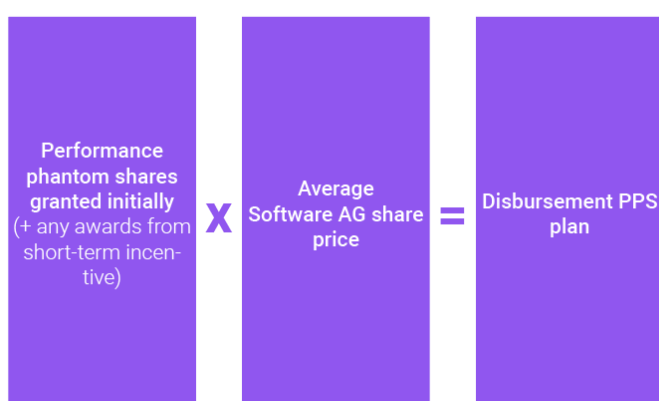 Performance
phantom shares
granted initially
(+ any awards from
short-term incen-
tive)
X
Average
Software AG share
price
=
Disbursement PPS
plan